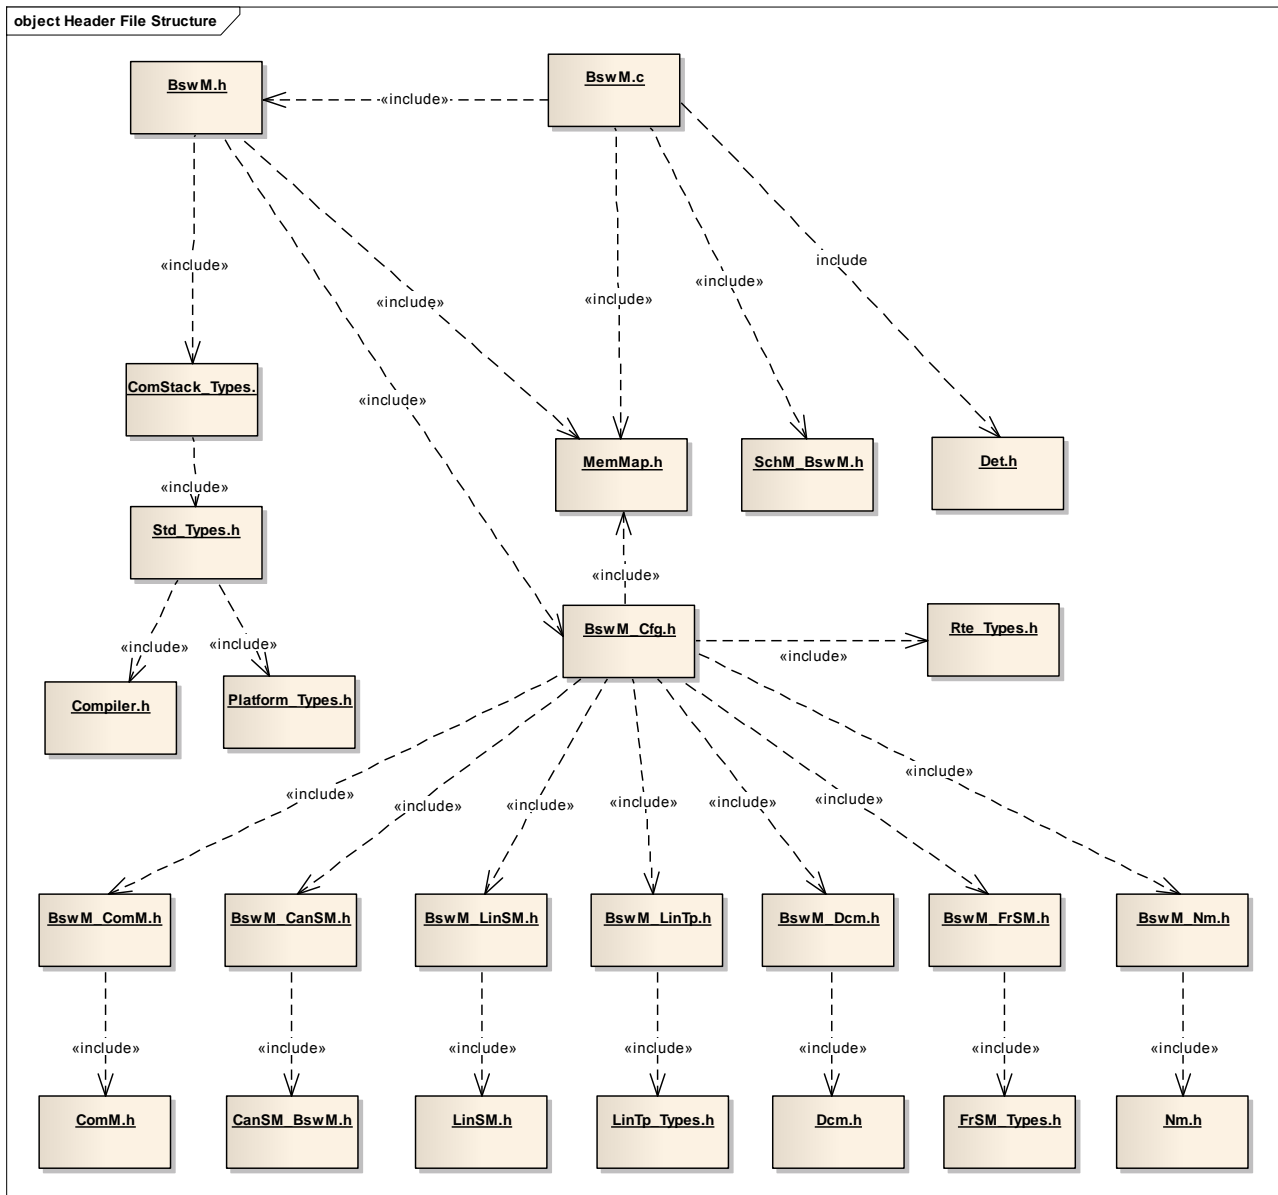 object Header File Structure
BswM.h
BswM.c
«include»
«include»
include
«include»
«include»
«include»
«include»
ComStack_Types.
«include»
MemMap.h
SchM_BswM.h
Det.h
«include»
Std_Types.h
«include»
BswM_Cfg.h
Rte_Types.h
«include»
«include»
«include»
Compiler.h
Platform_Types.h
«include»
«include»
«include»
«include»
«include»
«include»
«include»
BswM_ComM.h
BswM_CanSM.h
BswM_LinSM.h
BswM_LinTp.h
BswM_Dcm.h
BswM_FrSM.h
BswM_Nm.h
«include»
«include»
«include»
«include»
«include»
«include»
«include»
ComM.h
CanSM_BswM.h
LinSM.h
LinTp_Types.h
Dcm.h
FrSM_Types.h
Nm.h